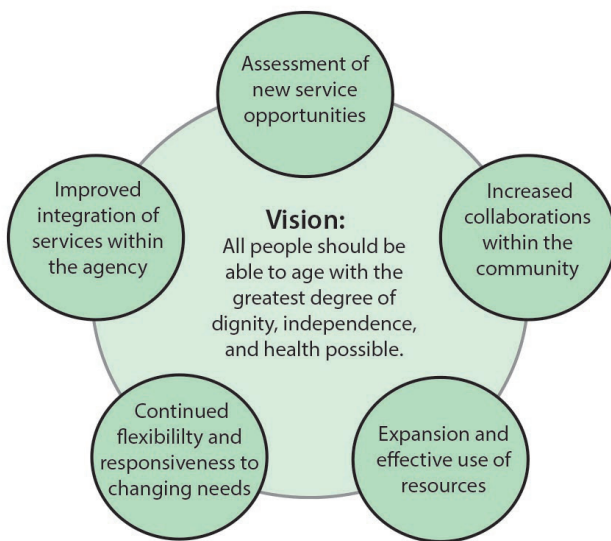 Assessment of
new service
opportunities
Improved
integration of
services within
the agency
Increased
collaborations
within the
community
Vision:
All people should be
able to age with the
greatest degree of
dignity, independence,
and health possible.
Continued
flexibililty and
responsiveness to
changing needs
Expansion and
effective use of
resources